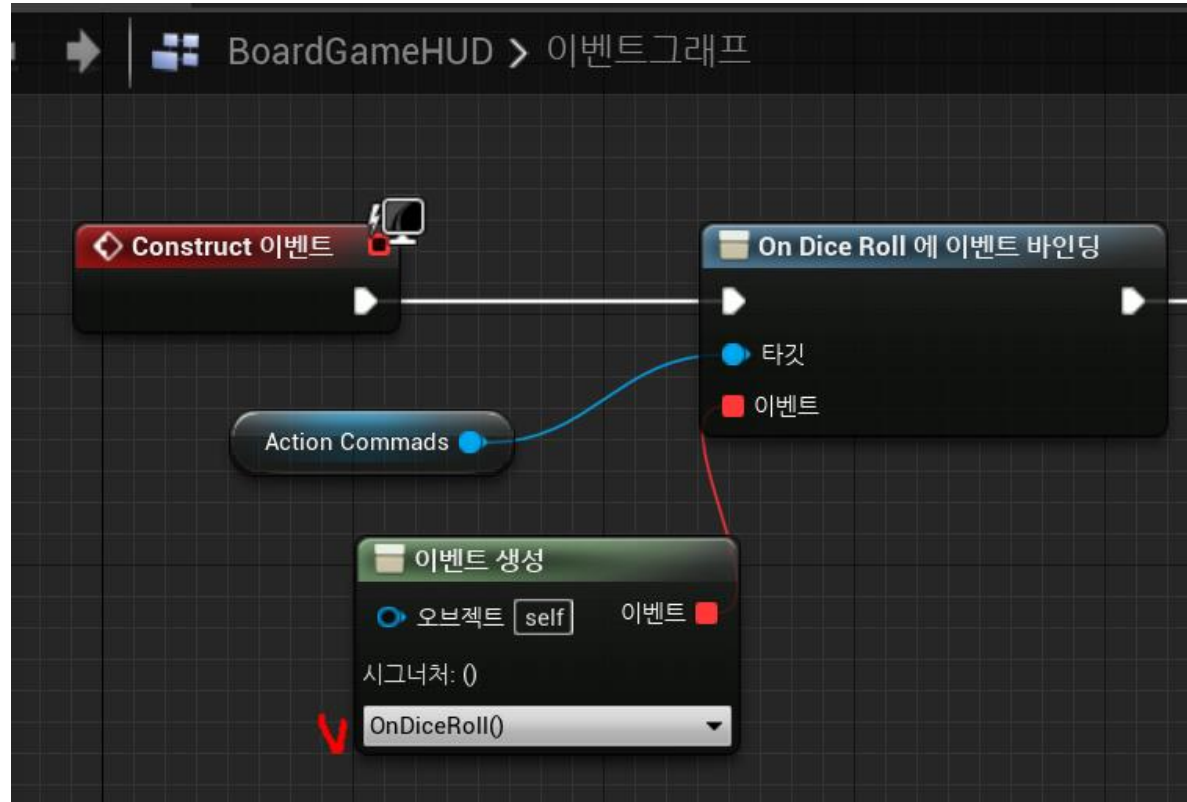 BoardGameHUD > 이벤트그래프
Construct 이벤트
On Dice Roll 에 이벤트 바인딩
타깃
이벤트
Action Commads
이벤트 생성
오브젝트 self 이벤트
시그너처: ()
OnDiceRoll()
V